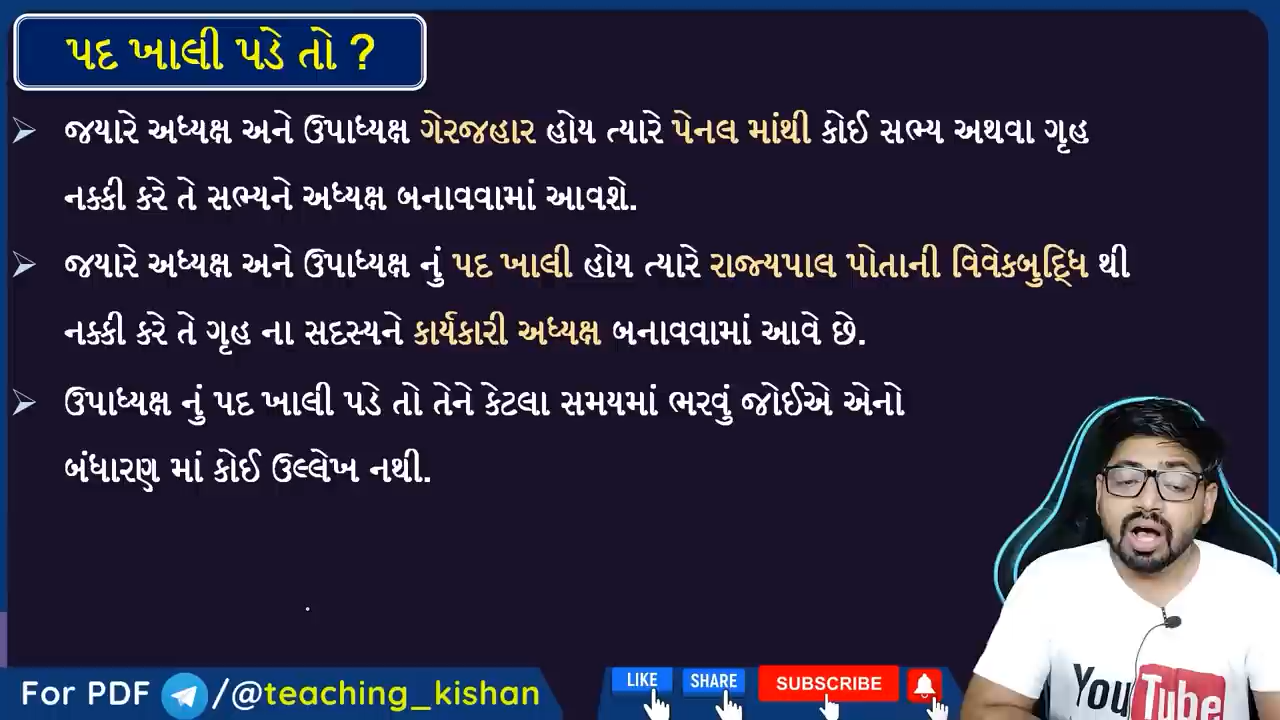 પદ ખાલી પડે તો ?
➢ જયારે અધ્યક્ષ અને ઉપાધ્યક્ષ ગેરજહાર હોય ત્યારે પેનલ માંથી કોઈ સભ્ય અથવા ગૃહ
નક્કી કરે તે સભ્યને અધ્યક્ષ બનાવવામાં આવશે.
➢ જયારે અધ્યક્ષ અને ઉપાધ્યક્ષ નું પદ ખાલી હોય ત્યારે રાજ્યપાલ પોતાની વિવેકબુદ્ધિ થી
નક્કી કરે તે ગૃહ ના સદસ્યને કાર્યકારી અધ્યક્ષ બનાવવામાં આવે છે.
➢ ઉપાધ્યક્ષ નું પદ ખાલી પડે તો તેને કેટલા સમયમાં ભરવું જોઈએ એનો
બંધારણ માં કોઈ ઉલ્લેખ નથી.
You Tube
For PDF /@teaching_kishan
LIKE SHARE SUBSCRIBE